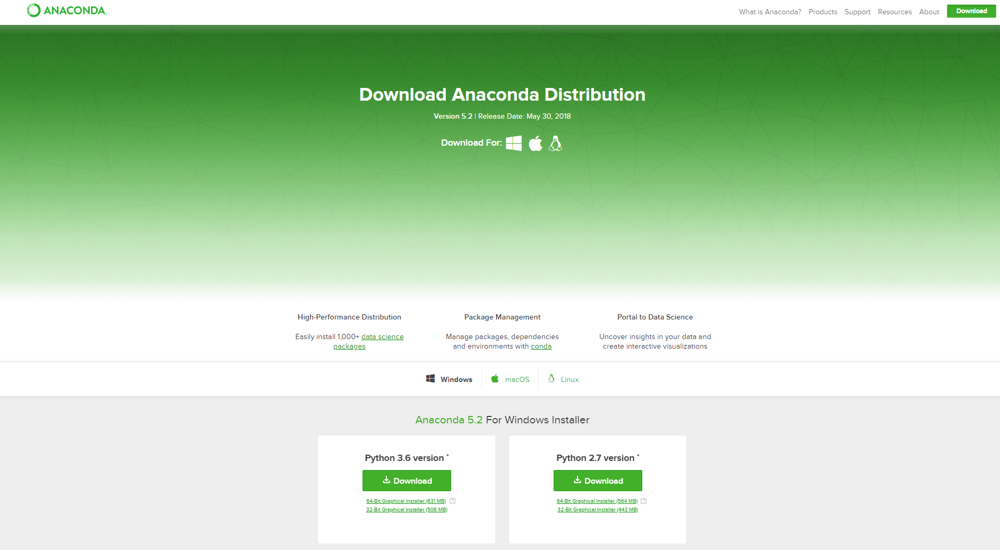 ANACONDA.
What is Anaconda? Products Support Resources About Download
Download Anaconda Distribution
Version 5.2 | Release Date: May 30, 2018
Download For:
High-Performance Distribution
Easily install 1,000+ data science
packages
Package Management
Manage packages, dependencies
and environments with conda
Portal to Data Science
Uncover insights in your data and
create interactive visualizations
Windows macOS Linux
Anaconda 5.2 For Windows Installer
Python 3.6 version *
Download
64-Bit Graphical Installer (631 MB) ?
32-Bit Graphical Installer (506 MB)
Python 2.7 version *
Download
64-Bit Graphical Installer (564 MB) ?
32-Bit Graphical Installer (443 MB)